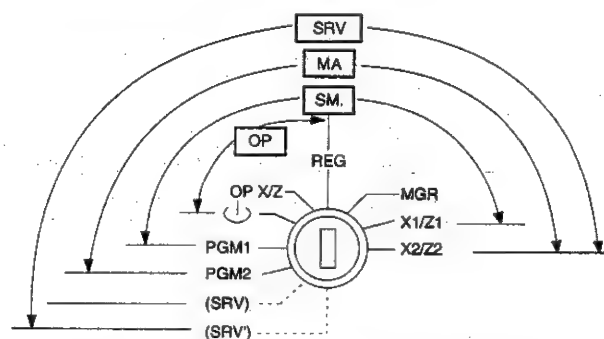 SRV
MA
SM.
OP
REG
OP X/Z
MGR
X1/Z1
PGM1
X2/Z2
PGM2
(SRV)
(SRV')